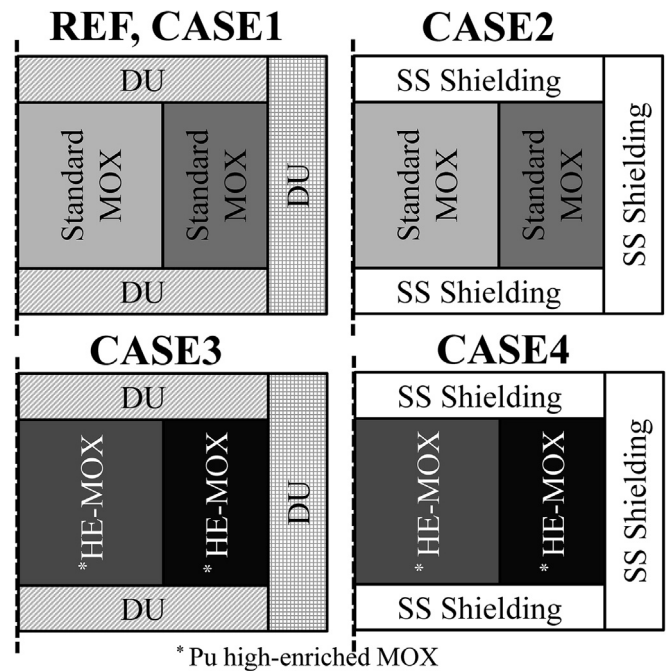 REF, CASE1
DU
Standard
MOX
Standard
MOX
DU
DU
CASE2
SS Shielding
Standard
MOX
Standard
MOX
SS Shielding
SS Shielding
CASE3
DU
*HE-MOX
*HE-MOX
DU
DU
CASE4
SS Shielding
*HE-MOX
*HE-MOX
SS Shielding
SS Shielding
* Pu high-enriched MOX